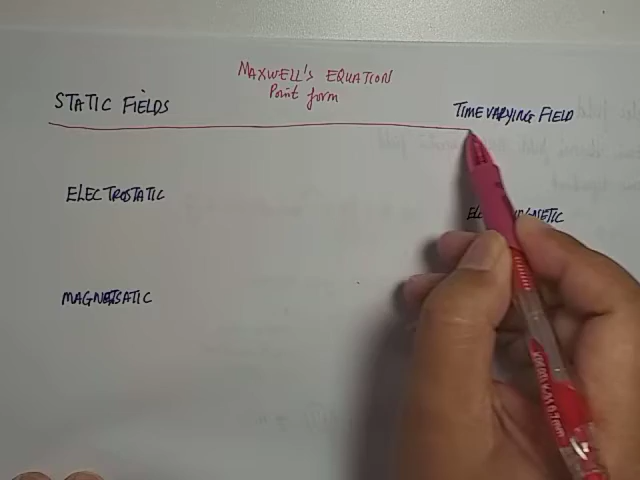 MAXWELL'S EQUATION
Point form
STATIC FIELDS
TIME VARYING FIELD
ELECTROSTATIC
MAGNETSATIC